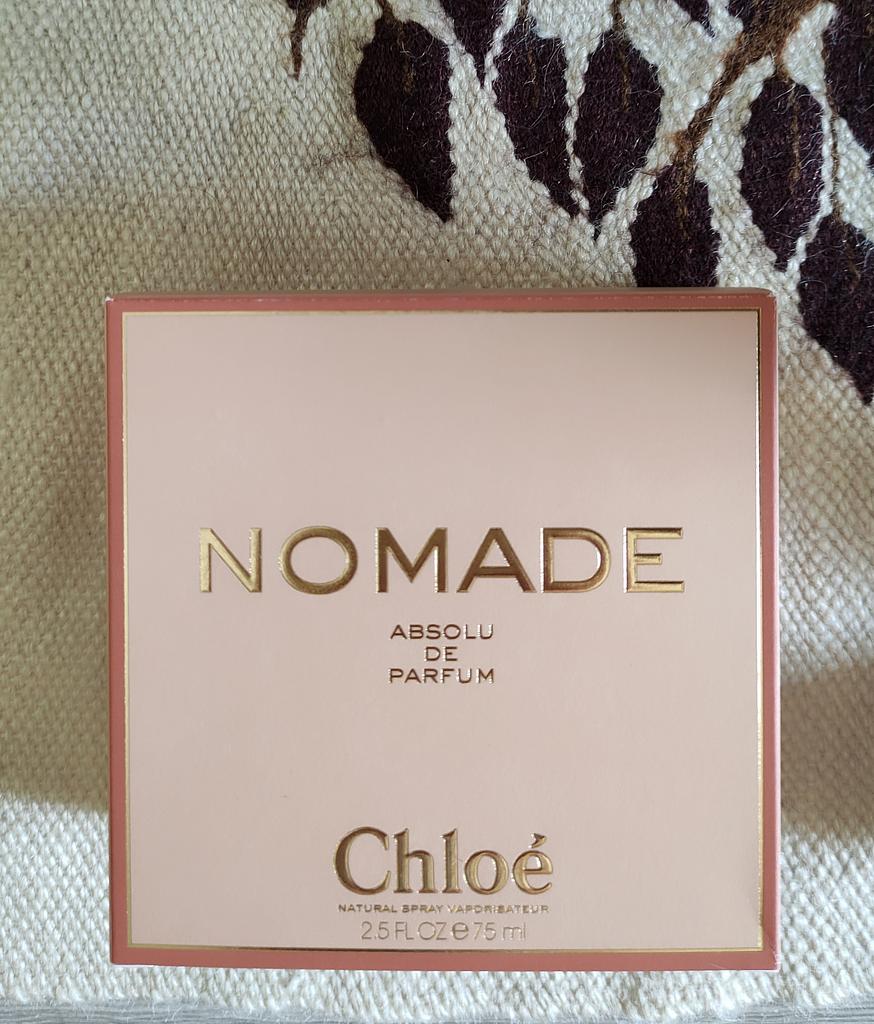 NOMADE
ABSOLU
DE
PARFUM
Chloé
NATURAL SPRAY VAPORISATEUR
2.5 FL OZ ℮ 75 ml